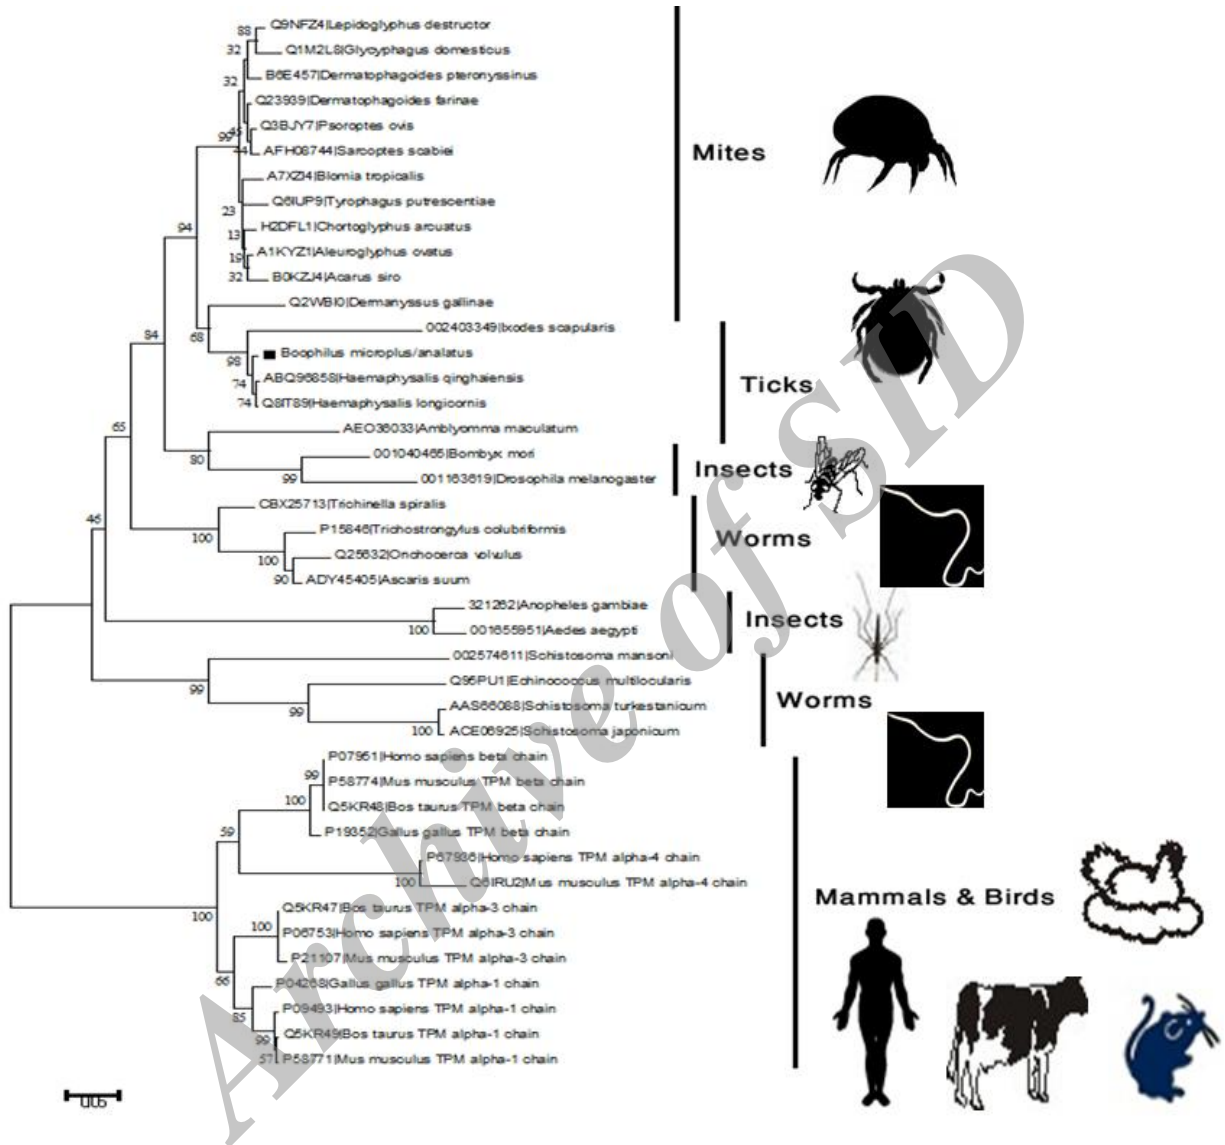 88
Q9NFZ4|Lepidoglyphus destructor
32
Q1M2L8|Glycyphagus domesticus
32
B6E457|Dermatophagoides pteronyssinus
Q23939|Dermatophagoides farinae
99
45
Q3BJY7|Psoroptes ovis
44
AFH08744|Sarcoptes scabiei
Mites
A7XZI4|Blomia tropicalis
23
Q6IUP9|Tyrophagus putrescentiae
94
13
H2DFL1|Chortoglyphus arcuatus
19
A1KYZ1|Aleuroglyphus ovatus
32
B0KZJ4|Acarus siro
Q2WBI0|Dermanyssus gallinae
84
68
002403349|Ixodes scapularis
98
Boophilus microplus/analatus
74
ABQ96858|Haemaphysalis qinghaiensis
Ticks
74
Q8IT89|Haemaphysalis longicornis
65
AEO36033|Amblyomma maculatum
80
001040465|Bombyx mori
99
001163619|Drosophila melanogaster
Insects
CBX25713|Trichinella spiralis
46
100
P15846|Trichostrongylus colubriformis
100
Q25632|Onchocerca volvulus
90
ADY45405|Ascaris suum
Worms
321262|Anopheles gambiae
100
001655951|Aedes aegypti
Insects
002574611|Schistosoma mansoni
99
Q95PU1|Echinococcus multilocularis
99
AAS66088|Schistosoma turkestanicum
100
ACE06925|Schistosoma japonicum
Worms
P07951|Homo sapiens beta chain
99
P58774|Mus musculus TPM beta chain
100
Q5KR48|Bos taurus TPM beta chain
59
P19352|Gallus gallus TPM beta chain
P67936|Homo sapiens TPM alpha-4 chain
100
Q6IRU2|Mus musculus TPM alpha-4 chain
100
Q5KR47|Bos taurus TPM alpha-3 chain
100
P06753|Homo sapiens TPM alpha-3 chain
P21107|Mus musculus TPM alpha-3 chain
66
P04268|Gallus gallus TPM alpha-1 chain
85
P09493|Homo sapiens TPM alpha-1 chain
99
Q5KR49|Bos taurus TPM alpha-1 chain
57
P58771|Mus musculus TPM alpha-1 chain
Mammals & Birds
0.05
Archive of SID